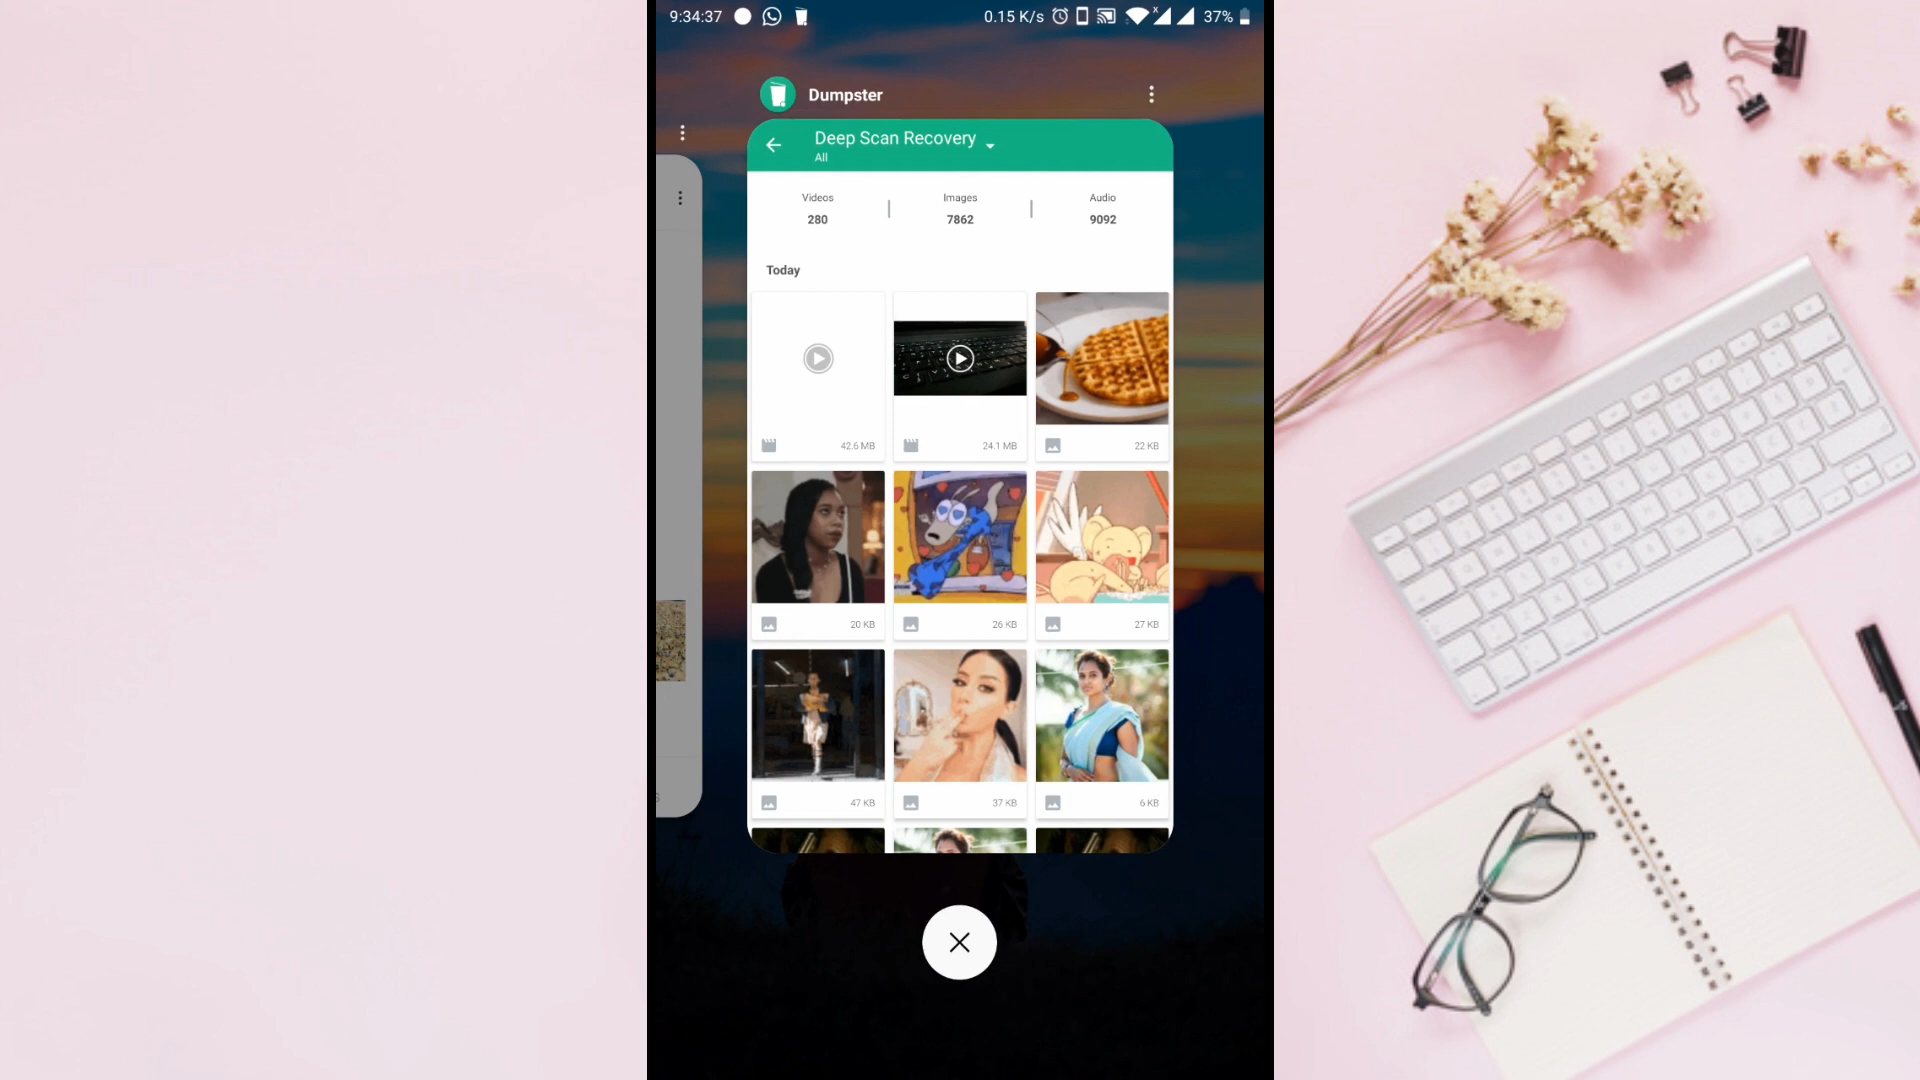 9:34:37
0.15 K/s
x
37%
Dumpster
Deep Scan Recovery
All
Videos
Images
Audio
280
7862
9092
Today
42.6 MB
24.1 MB
22 KB
20 KB
26 KB
27 KB
47 KB
37 KB
6 KB